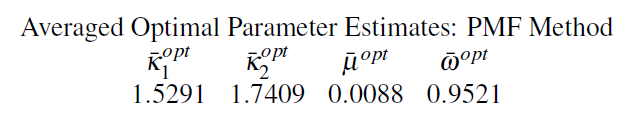 Averaged Optimal Parameter Estimates: PMF Method
κ̄₁ᵒᵖᵗ κ̄₂ᵒᵖᵗ μ̄ᵒᵖᵗ ω̄ᵒᵖᵗ
1.5291 1.7409 0.0088 0.9521